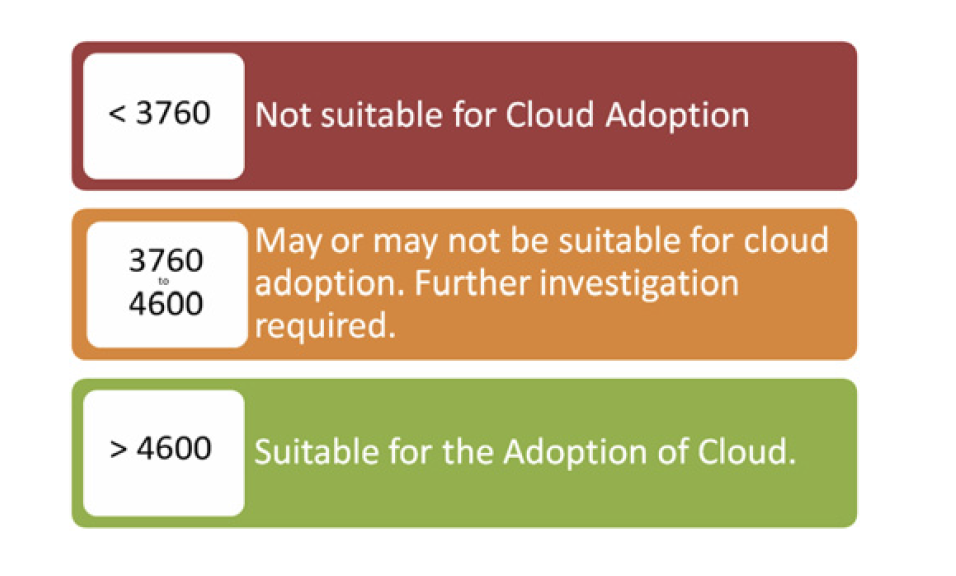 < 3760
Not suitable for Cloud Adoption
3760
to
4600
May or may not be suitable for cloud
adoption. Further investigation
required.
> 4600
Suitable for the Adoption of Cloud.